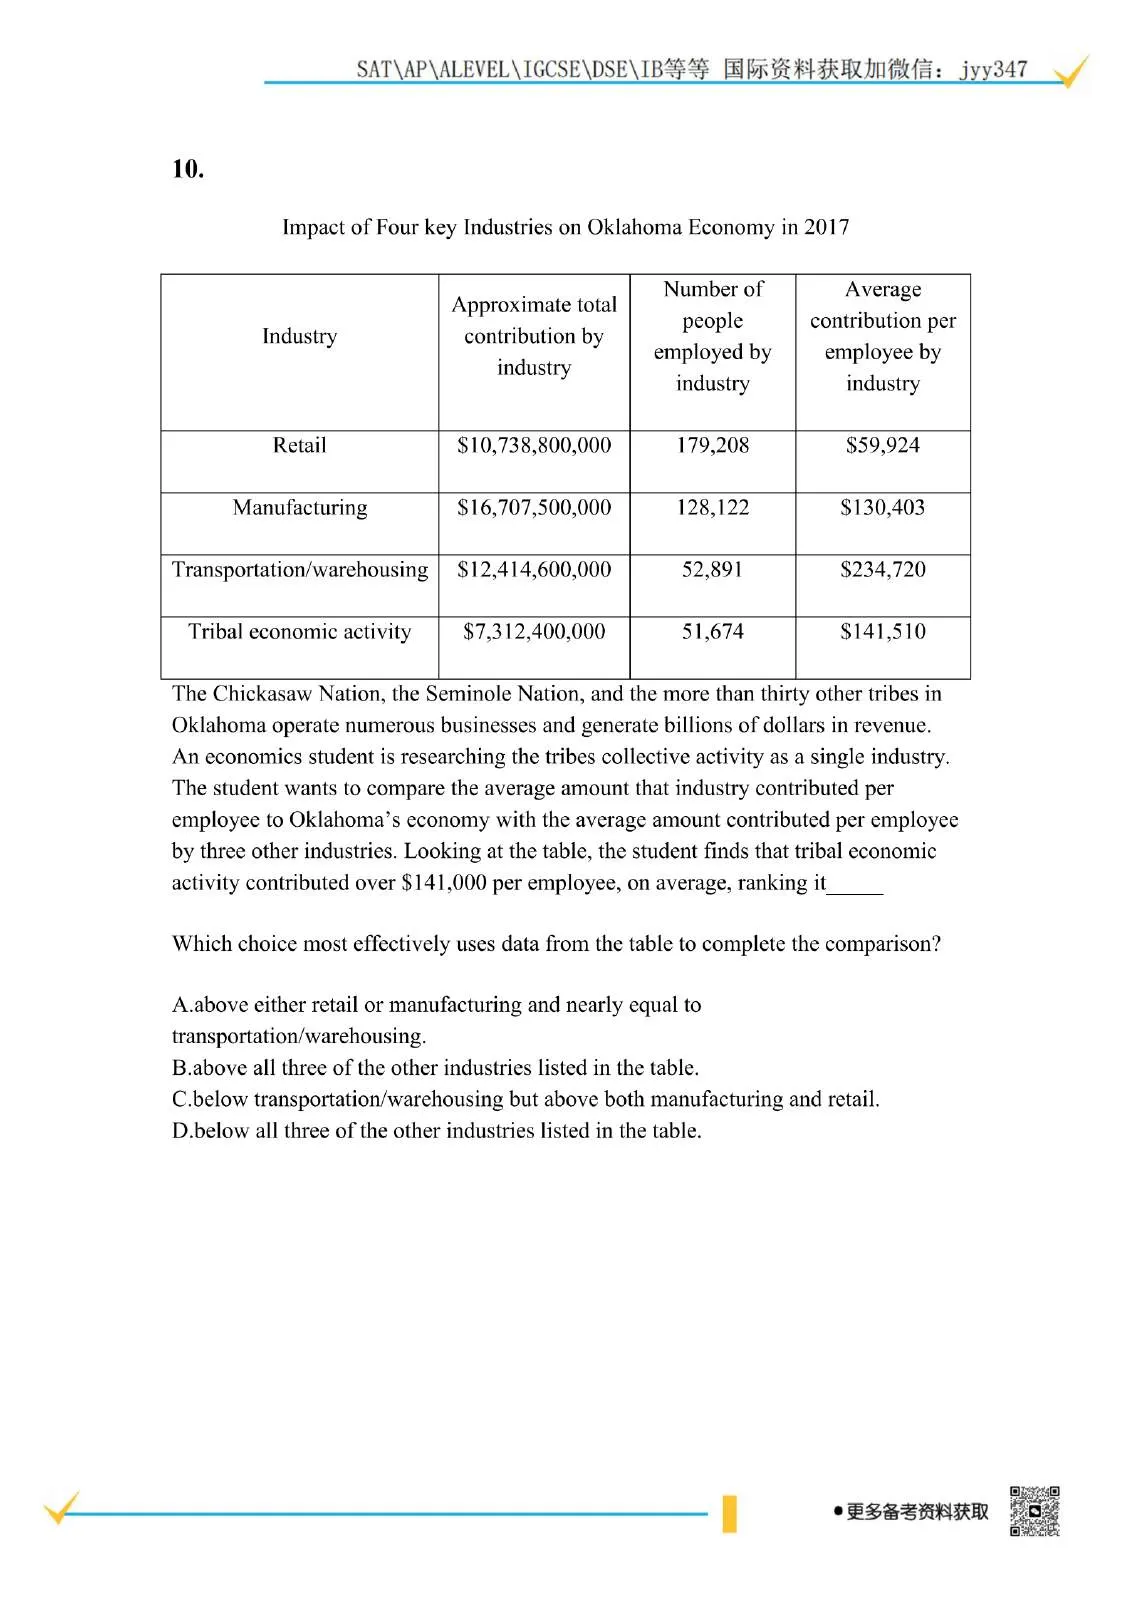 SAT\AP\ALEVEL\IGCSE\DSE\IB等等 国际资料获取加微信：jyy347
10.
Impact of Four key Industries on Oklahoma Economy in 2017
Industry
Approximate total
contribution by
industry
Number of
people
employed by
industry
Average
contribution per
employee by
industry
Retail $10,738,800,000 179,208 $59,924
Manufacturing $16,707,500,000 128,122 $130,403
Transportation/warehousing $12,414,600,000 52,891 $234,720
Tribal economic activity $7,312,400,000 51,674 $141,510
The Chickasaw Nation, the Seminole Nation, and the more than thirty other tribes in
Oklahoma operate numerous businesses and generate billions of dollars in revenue.
An economics student is researching the tribes collective activity as a single industry.
The student wants to compare the average amount that industry contributed per
employee to Oklahoma’s economy with the average amount contributed per employee
by three other industries. Looking at the table, the student finds that tribal economic
activity contributed over $141,000 per employee, on average, ranking it_____
Which choice most effectively uses data from the table to complete the comparison?
A.above either retail or manufacturing and nearly equal to
transportation/warehousing.
B.above all three of the other industries listed in the table.
C.below transportation/warehousing but above both manufacturing and retail.
D.below all three of the other industries listed in the table.
●更多备考资料获取